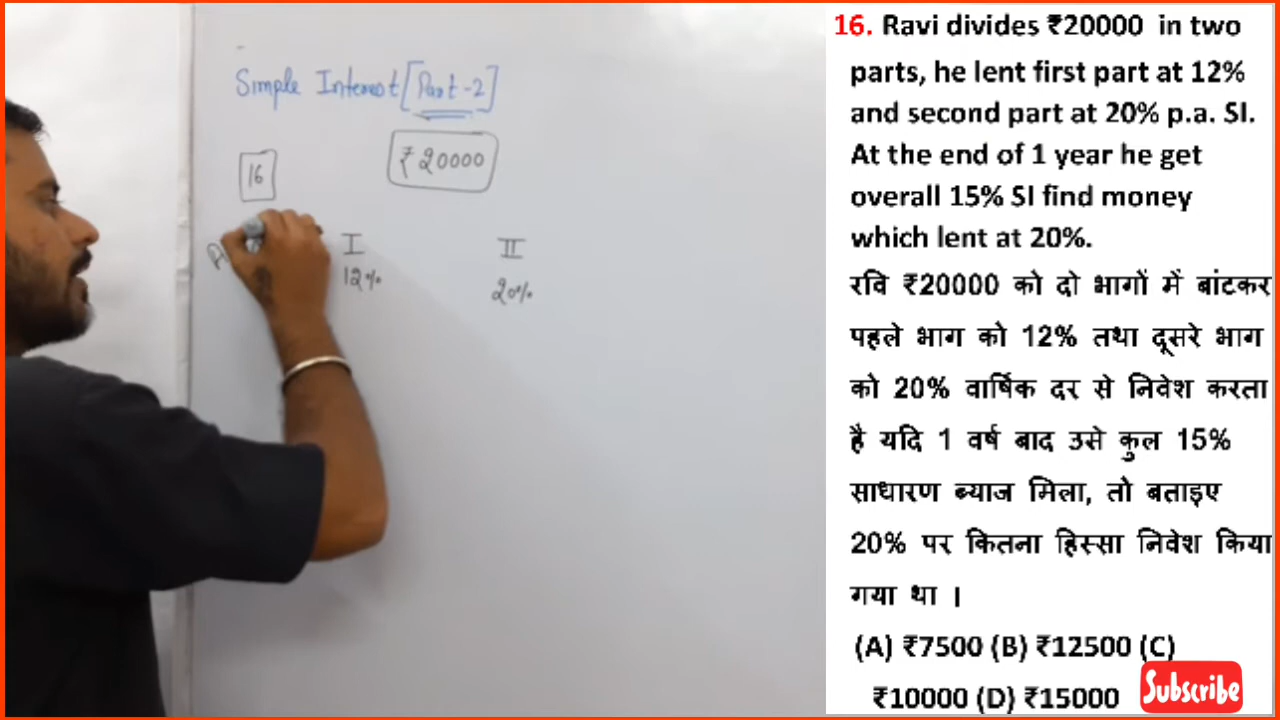 Simple Interest [Part-2]
₹ 20000
16
I II
12% 20%
16. Ravi divides ₹20000 in two
parts, he lent first part at 12%
and second part at 20% p.a. SI.
At the end of 1 year he get
overall 15% SI find money
which lent at 20%.
रवि ₹20000 को दो भागों में बांटकर
पहले भाग को 12% तथा दूसरे भाग
को 20% वार्षिक दर से निवेश करता
है यदि 1 वर्ष बाद उसे कुल 15%
साधारण ब्याज मिला, तो बताइए
20% पर कितना हिस्सा निवेश किया
गया था ।
(A) ₹7500 (B) ₹12500 (C)
₹10000 (D) ₹15000
Subscribe